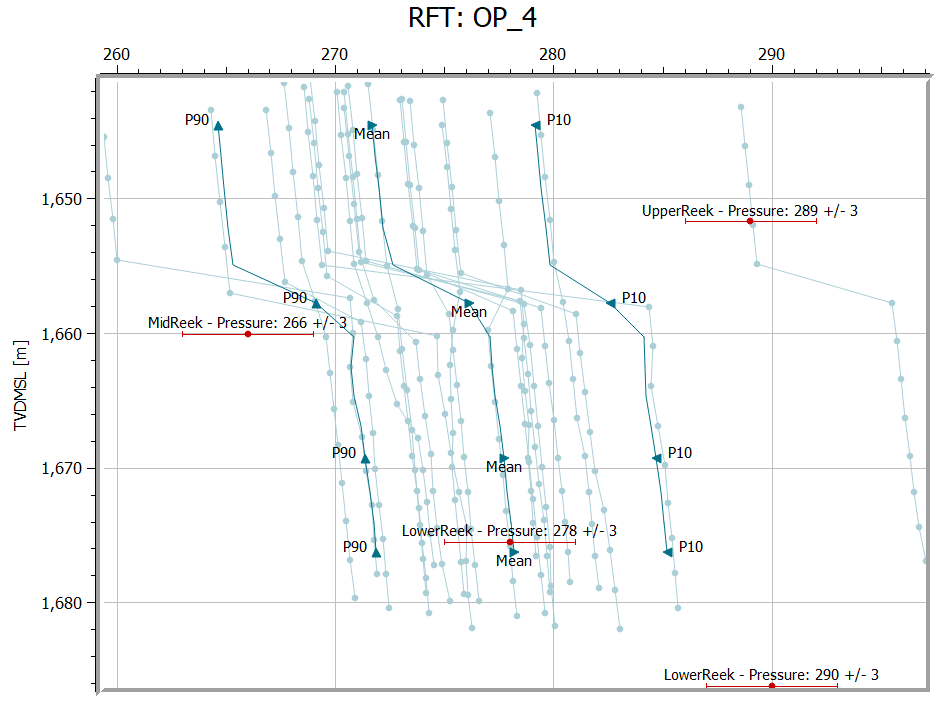 RFT: OP_4
260 270 280 290
P90 Mean P10
1,650
UpperReek - Pressure: 289 +/- 3
P90 Mean P10
MidReek - Pressure: 266 +/- 3
1,660
TVDMSL [m]
P90 Mean P10
1,670
LowerReek - Pressure: 278 +/- 3
P90 Mean P10
1,680
LowerReek - Pressure: 290 +/- 3